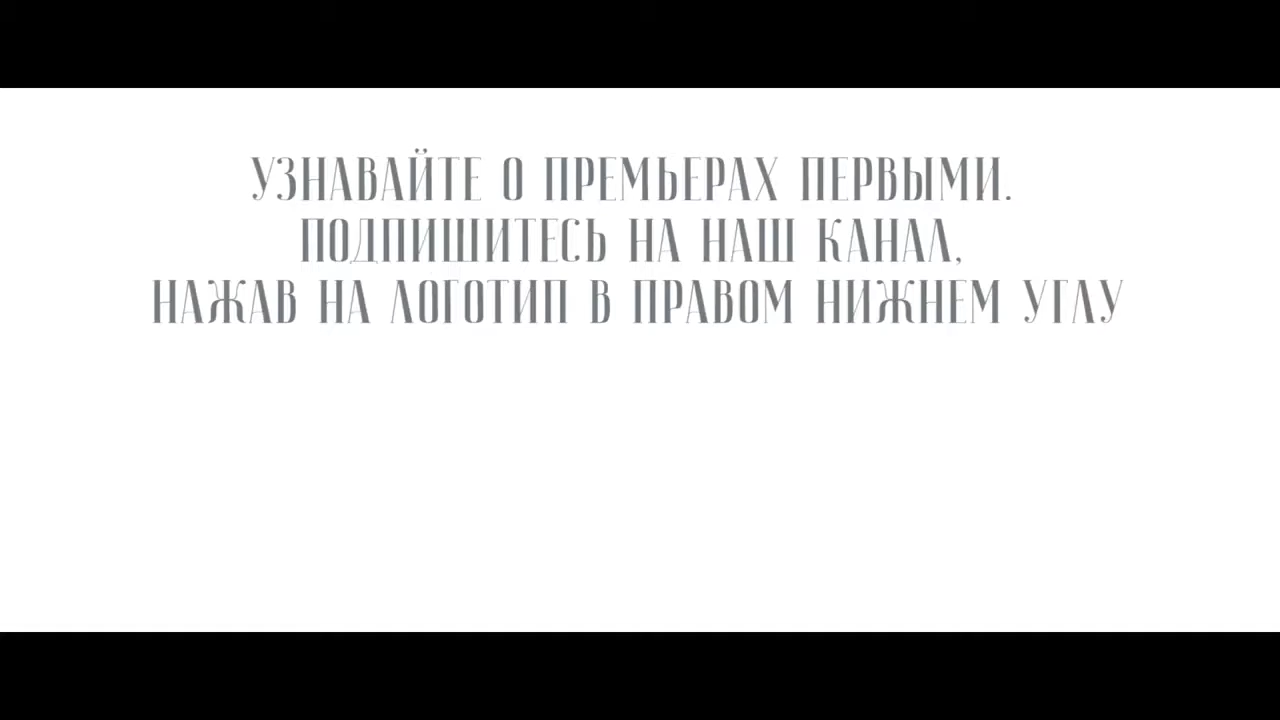 УЗНАВАЙТЕ О ПРЕМЬЕРАХ ПЕРВЫМИ.
ПОДПИШИТЕСЬ НА НАШ КАНАЛ,
НАЖАВ НА ЛОГОТИП В ПРАВОМ НИЖНЕМ УГЛУ